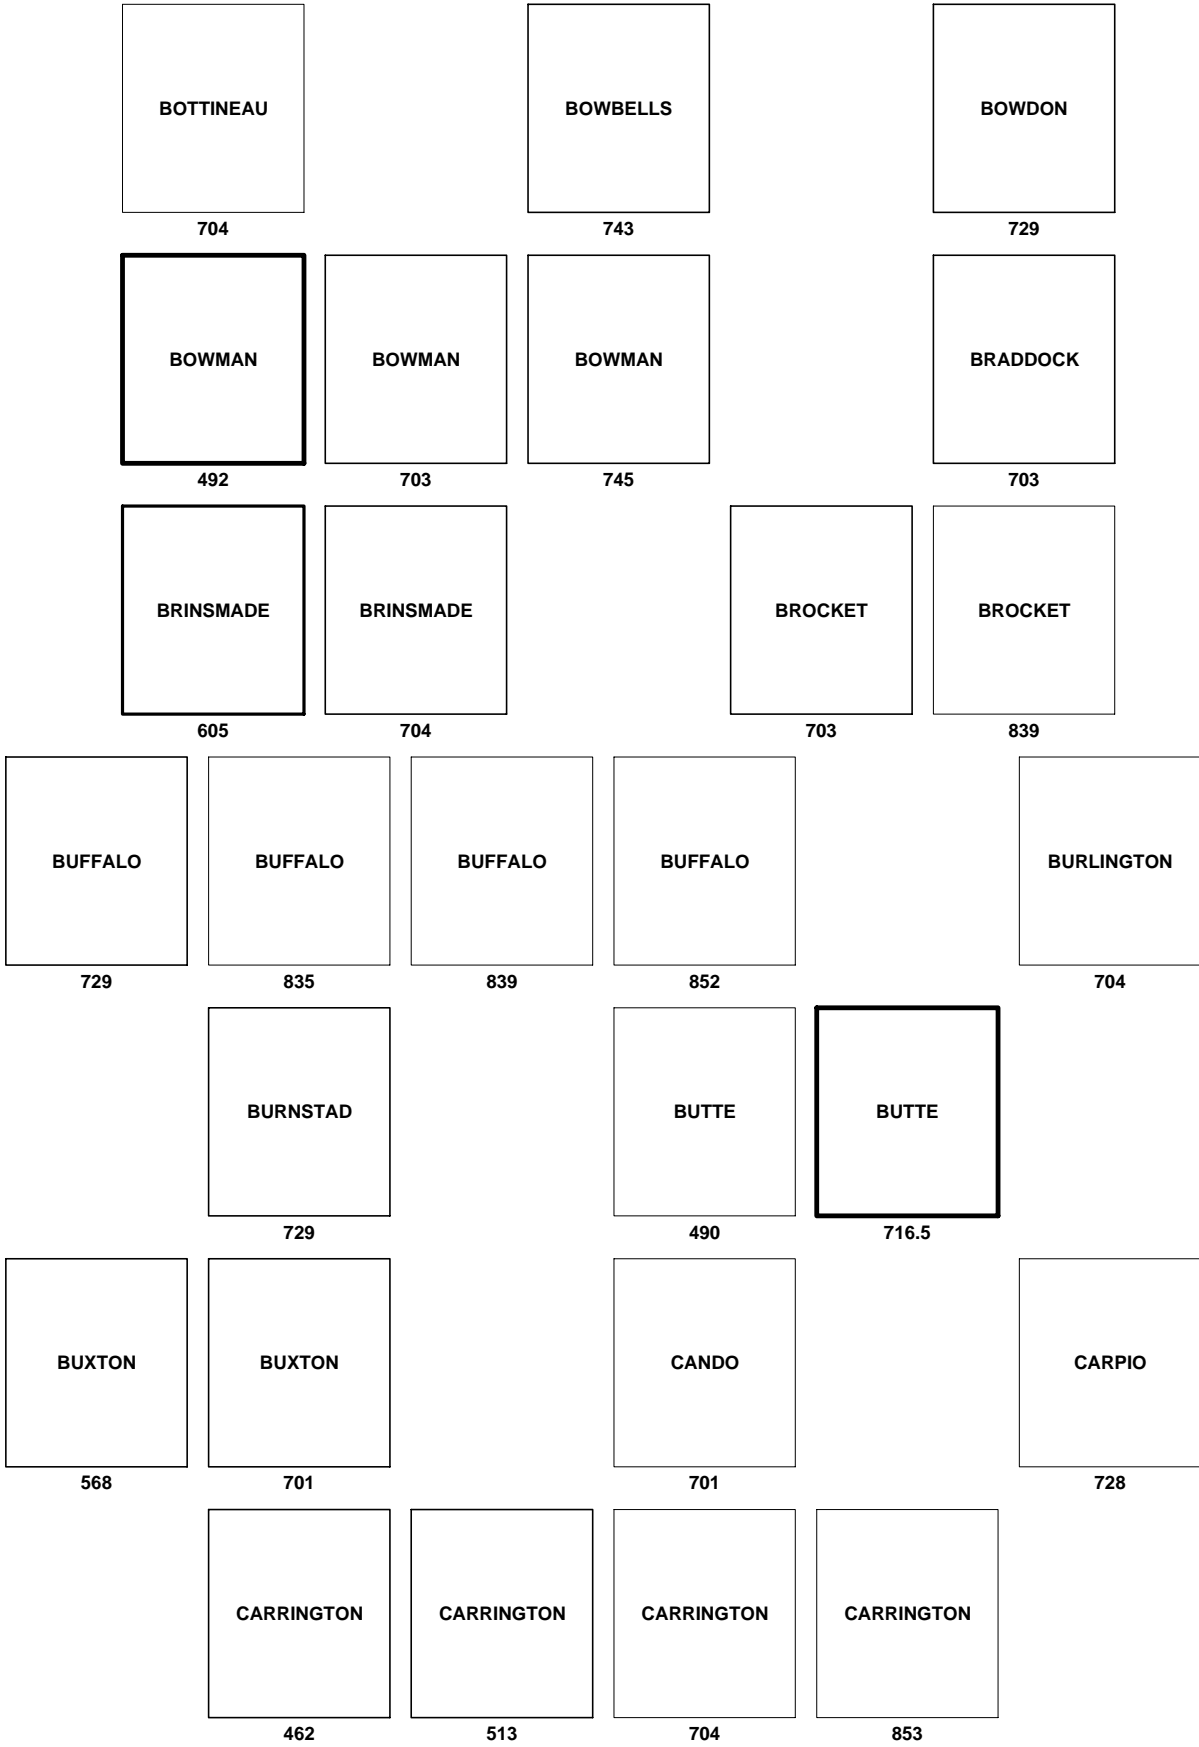 BOTTINEAU BOWBELLS BOWDON
704 743 729
BOWMAN BOWMAN BOWMAN BRADDOCK
492 703 745 703
BRINSMADE BRINSMADE BROCKET BROCKET
605 704 703 839
BUFFALO BUFFALO BUFFALO BUFFALO BURLINGTON
729 835 839 852 704
BURNSTAD BUTTE BUTTE
729 490 716.5
BUXTON BUXTON CANDO CARPIO
568 701 701 728
CARRINGTON CARRINGTON CARRINGTON CARRINGTON
462 513 704 853